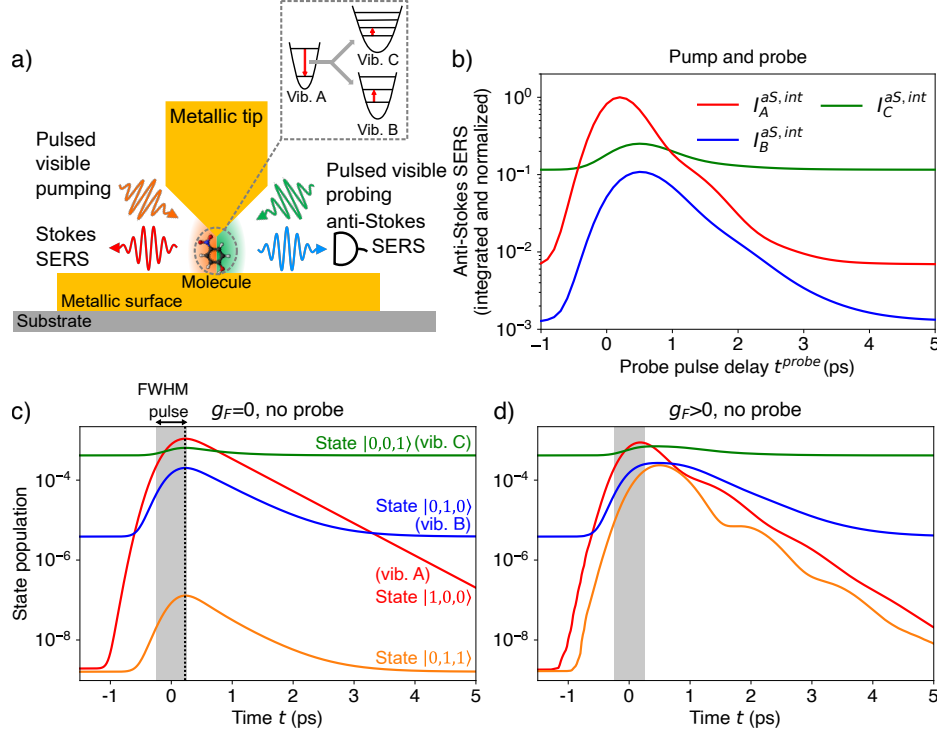 a)
Vib. A
Vib. C
Vib. B
Metallic tip
Pulsed
visible
pumping
Pulsed visible
probing
anti-Stokes
SERS
Stokes
SERS
Molecule
Metallic surface
Substrate
b)
Pump and probe
Anti-Stokes SERS
(integrated and normalized)
10⁰
10⁻¹
10⁻²
10⁻³
I_A^{aS,int}
I_B^{aS,int}
I_C^{aS,int}
−1 0 1 2 3 4 5
Probe pulse delay t^{probe} (ps)
c)
FWHM
pulse
g_F=0, no probe
State |0,0,1⟩ (vib. C)
State |0,1,0⟩
(vib. B)
(vib. A)
State |1,0,0⟩
State |0,1,1⟩
State population
10⁻⁴
10⁻⁶
10⁻⁸
-1 0 1 2 3 4 5
Time t (ps)
d)
g_F>0, no probe
10⁻⁴
10⁻⁶
10⁻⁸
-1 0 1 2 3 4 5
Time t (ps)